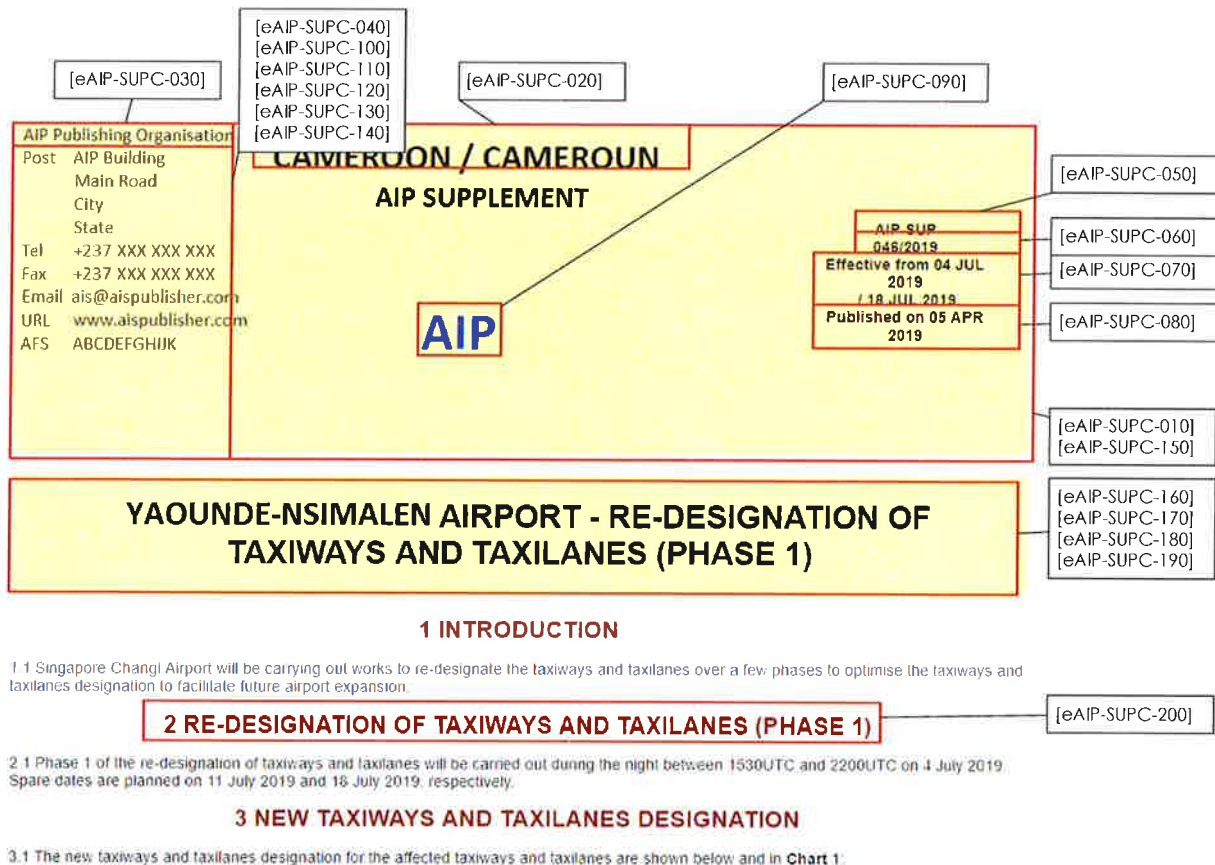 [eAIP-SUPC-040]
[eAIP-SUPC-100]
[eAIP-SUPC-110]
[eAIP-SUPC-120]
[eAIP-SUPC-130]
[eAIP-SUPC-140]
[eAIP-SUPC-030]
[eAIP-SUPC-020]
[eAIP-SUPC-090]
AIP Publishing Organisation
Post AIP Building
Main Road
City
State
Tel +237 XXX XXX XXX
Fax +237 XXX XXX XXX
Email ais@aispublisher.com
URL www.aispublisher.com
AFS ABCDEFGHIJK
CAMEROON / CAMEROUN
AIP SUPPLEMENT
AIP
AIP SUP
046/2019
Effective from 04 JUL
2019
/ 18 JUL 2019
Published on 05 APR
2019
[eAIP-SUPC-050]
[eAIP-SUPC-060]
[eAIP-SUPC-070]
[eAIP-SUPC-080]
[eAIP-SUPC-010]
[eAIP-SUPC-150]
YAOUNDE-NSIMALEN AIRPORT - RE-DESIGNATION OF
TAXIWAYS AND TAXILANES (PHASE 1)
[eAIP-SUPC-160]
[eAIP-SUPC-170]
[eAIP-SUPC-180]
[eAIP-SUPC-190]
1 INTRODUCTION
1.1 Singapore Changi Airport will be carrying out works to re-designate the taxiways and taxilanes over a few phases to optimise the taxiways and
taxilanes designation to facilitate future airport expansion.
2 RE-DESIGNATION OF TAXIWAYS AND TAXILANES (PHASE 1)
[eAIP-SUPC-200]
2.1 Phase 1 of the re-designation of taxiways and taxilanes will be carried out during the night between 1530UTC and 2200UTC on 4 July 2019.
Spare dates are planned on 11 July 2019 and 18 July 2019, respectively.
3 NEW TAXIWAYS AND TAXILANES DESIGNATION
3.1 The new taxiways and taxilanes designation for the affected taxiways and taxilanes are shown below and in Chart 1: